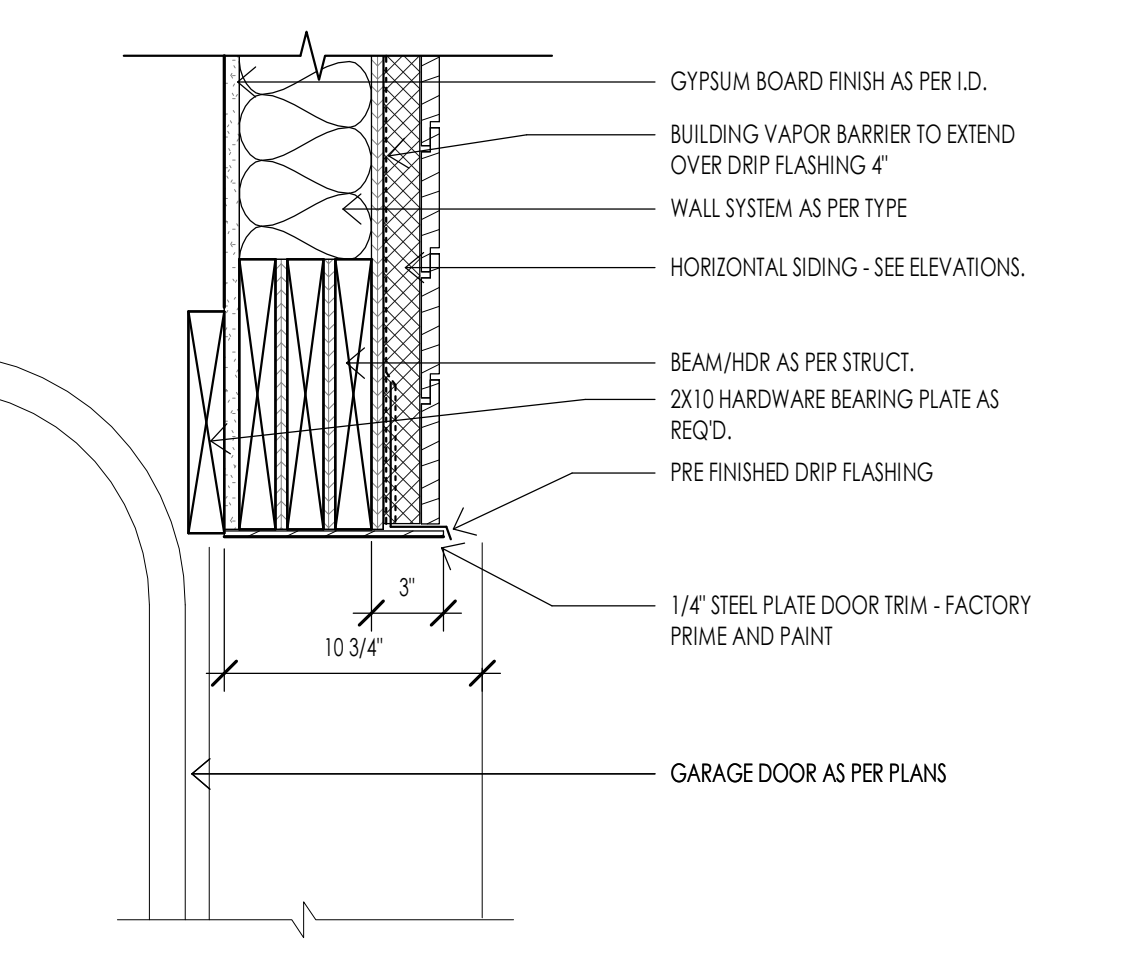 GYPSUM BOARD FINISH AS PER I.D.
BUILDING VAPOR BARRIER TO EXTEND
OVER DRIP FLASHING 4"
WALL SYSTEM AS PER TYPE
HORIZONTAL SIDING - SEE ELEVATIONS.
BEAM/HDR AS PER STRUCT.
2X10 HARDWARE BEARING PLATE AS
REQ'D.
PRE FINISHED DRIP FLASHING
3"
1/4" STEEL PLATE DOOR TRIM - FACTORY
PRIME AND PAINT
10 3/4"
GARAGE DOOR AS PER PLANS